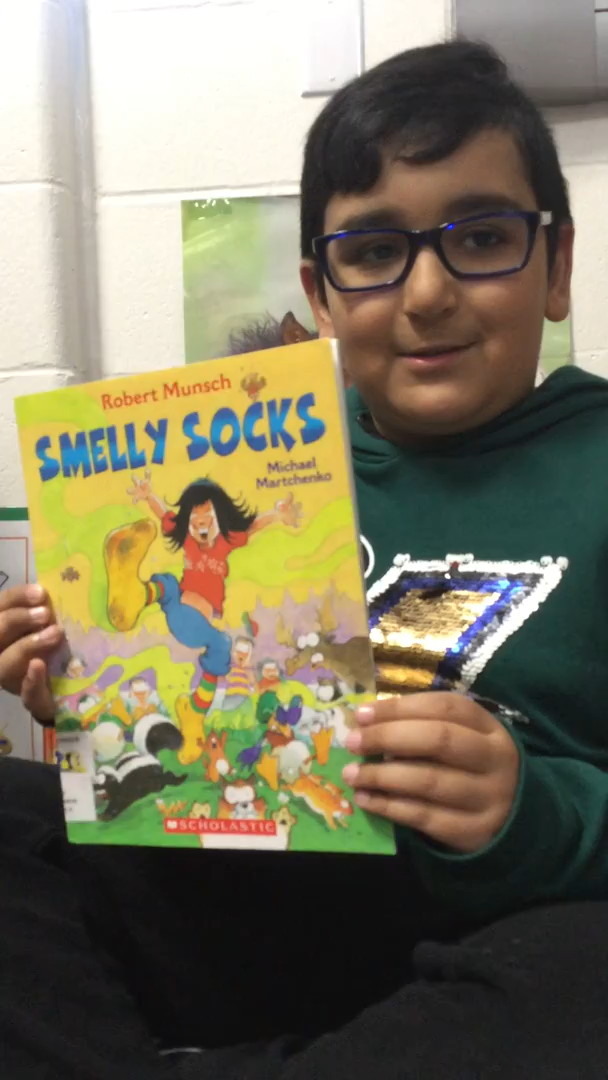 Robert Munsch
SMELLY SOCKS
Michael
Martchenko
SCHOLASTIC